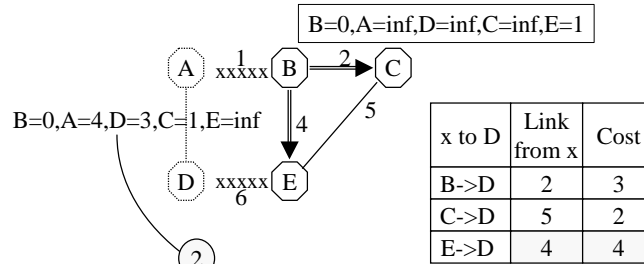 B=0,A=inf,D=inf,C=inf,E=1
A
1
xxxxx
B
2
C
B=0,A=4,D=3,C=1,E=inf
4
5
D
xxxxx
6
E
2
x to D Link from x Cost
B->D 2 3
C->D 5 2
E->D 4 4